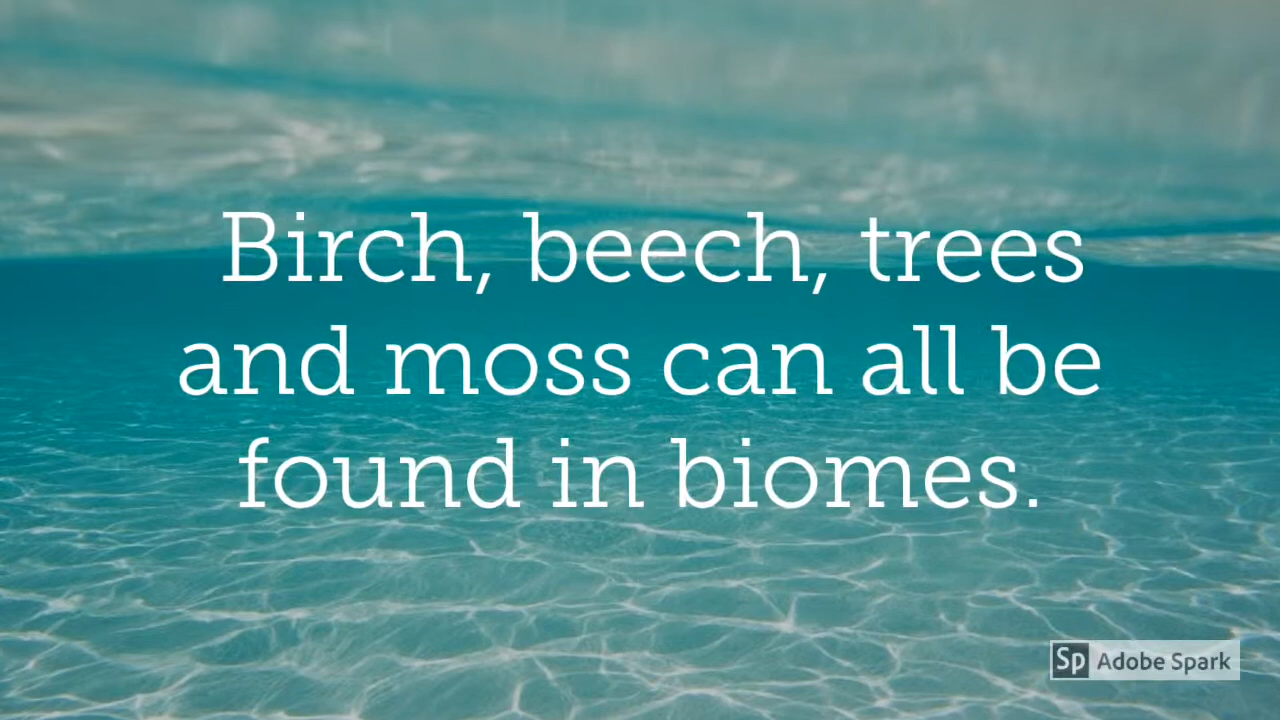 Birch, beech, trees
and moss can all be
found in biomes.
Sp Adobe Spark